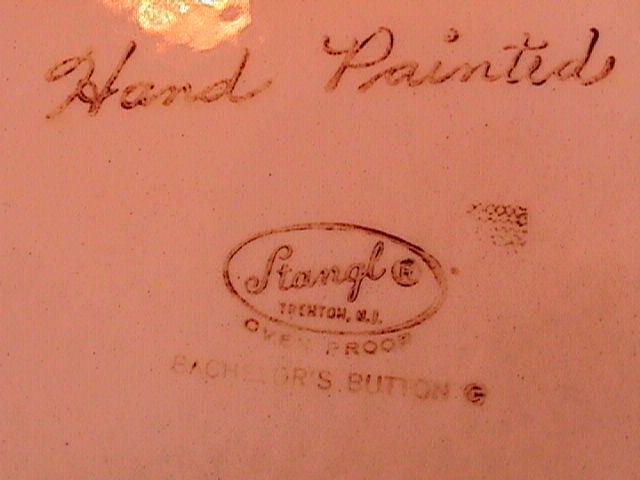 Hand Painted
Stangl ®
TRENTON, N.J.
OVEN PROOF
BACHELOR'S BUTTON ©